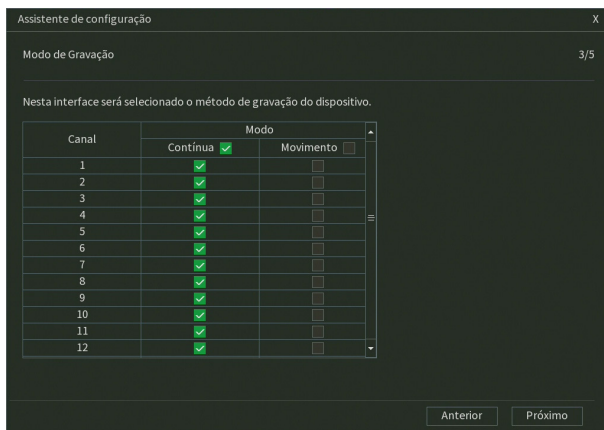 Assistente de configuração X
Modo de Gravação 3/5
Nesta interface será selecionado o método de gravação do dispositivo.
Canal Modo
Contínua Movimento
1
2
3
4
5
6
7
8
9
10
11
12
Anterior Próximo